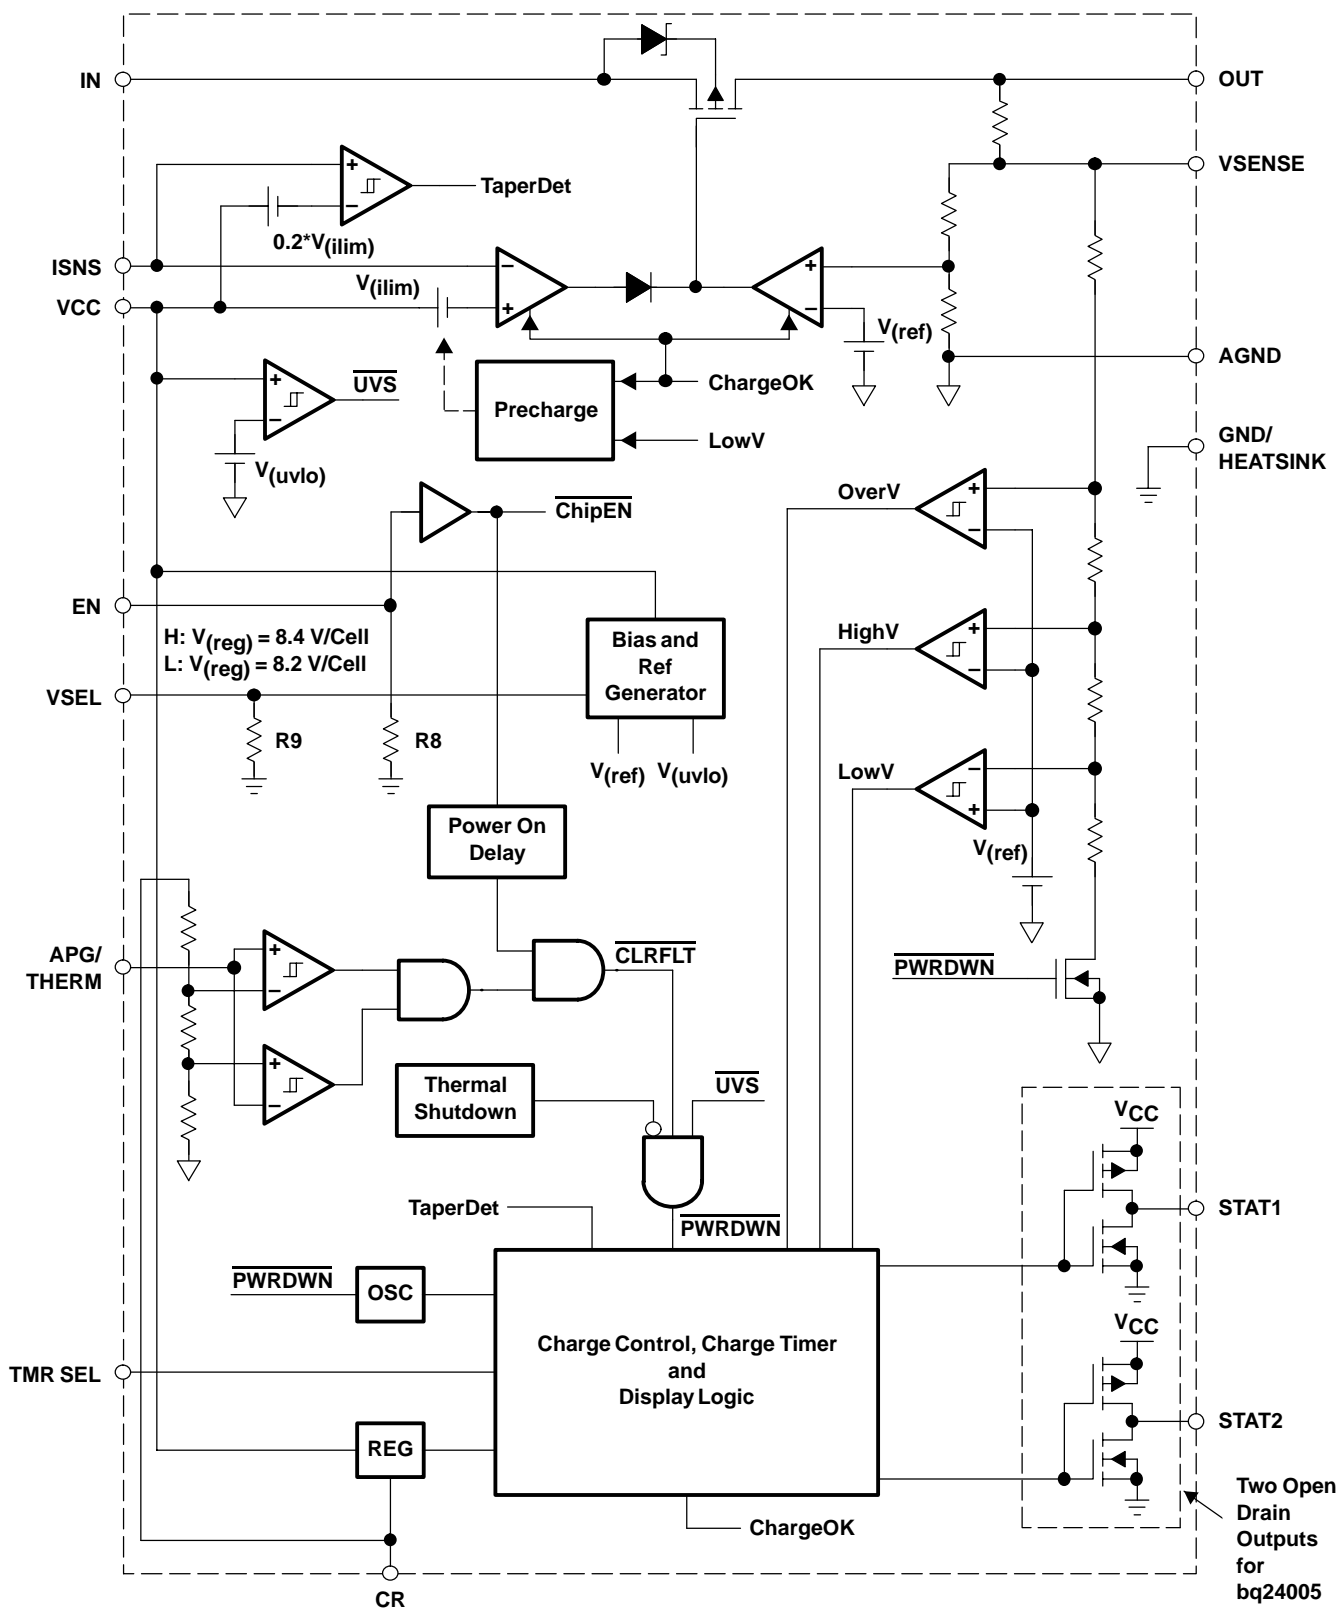 IN
OUT
VSENSE
TaperDet
0.2*V(ilim)
ISNS
V(ilim)
VCC
V(ref)
AGND
UVS
ChargeOK
Precharge
LowV
GND/
HEATSINK
V(uvlo)
OverV
ChipEN
EN
H: V(reg) = 8.4 V/Cell
L: V(reg) = 8.2 V/Cell
Bias and
Ref
Generator
HighV
VSEL
R9
R8
V(ref)
V(uvlo)
LowV
Power On
Delay
V(ref)
APG/
THERM
CLRFLT
PWRDWN
Thermal
Shutdown
UVS
VCC
TaperDet
PWRDWN
STAT1
PWRDWN
OSC
Charge Control, Charge Timer
and
Display Logic
VCC
TMR SEL
STAT2
REG
Two Open
Drain
Outputs
for
bq24005
ChargeOK
CR